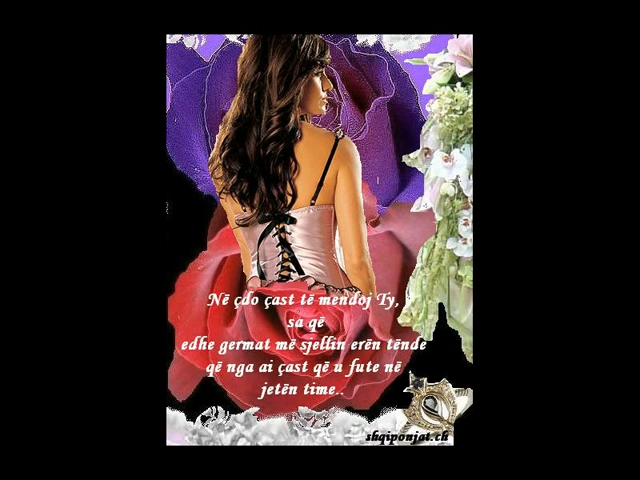 Në çdo çast të mendoj Ty,
sa që
edhe germat më sjellin erën tënde
që nga ai çast që u fute në
jetën time..
shqiponjat.ch